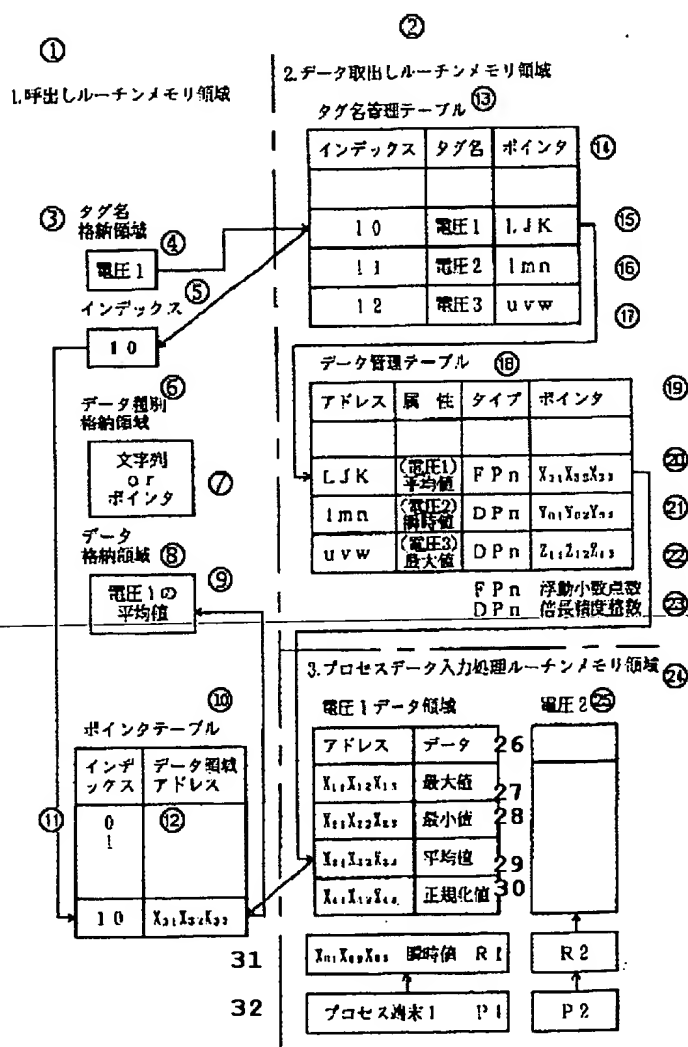 ①
②
1.呼出しルーチンメモリ領域
2.データ取出しルーチンメモリ領域
タグ名管理テーブル ⑬
インデックス タグ名 ポインタ ⑭
10 電圧1 LJK ⑮
11 電圧2 lmn ⑯
12 電圧3 uvw ⑰
③ タグ名
格納領域
④
電圧1
⑤
インデックス
10
⑥
データ種別
格納領域
文字列
or
ポインタ
⑦
データ
格納領域 ⑧
⑨
電圧1の
平均値
データ管理テーブル ⑱
アドレス 属性 タイプ ポインタ ⑲
LJK (電圧1)平均値 FPn X₃₁X₃₂X₃₃ ⑳
lmn (電圧2)瞬時値 DPn ㉑
uvw (電圧3)最大値 DPn ㉒
FPn 浮動小数点数
DPn 倍長精度整数 ㉓
3.プロセスデータ入力処理ルーチンメモリ領域 ㉔
電圧1データ領域
電圧2 ㉕
アドレス データ 26
X₁₁X₁₂X₁₃ 最大値 27
X₂₁X₂₂X₂₃ 最小値 28
平均値 29
正規化値 30
瞬時値 R1
R2
プロセス端末1 P1
P2
⑩
ポインタテーブル
インデックス データ領域アドレス
⑪
⑫
0
1
10 X₃₁X₃₂X₃₃
31
32